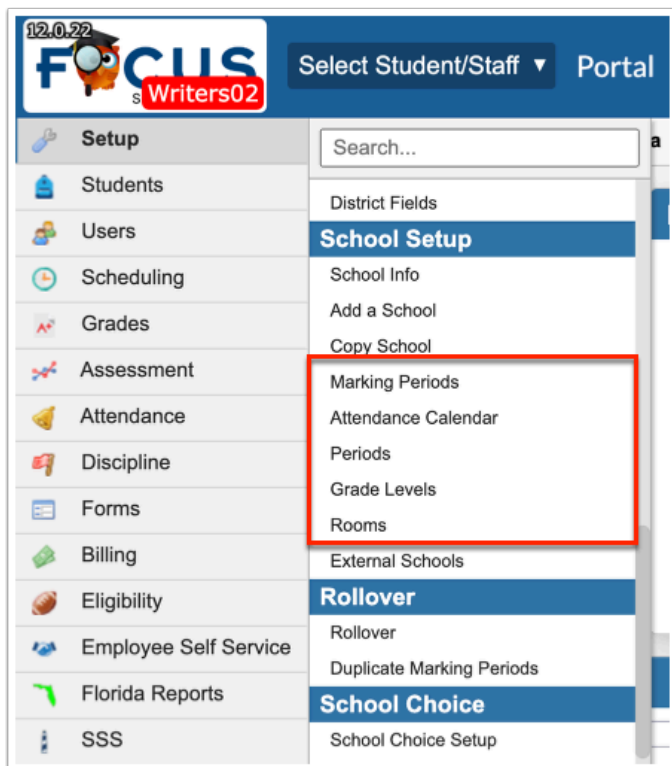 12.0.22
FOCUS
S
Writers02
Select Student/Staff ▼
Portal
Setup
Students
Users
Scheduling
Grades
Assessment
Attendance
Discipline
Forms
Billing
Eligibility
Employee Self Service
Florida Reports
SSS
Search...
a
District Fields
School Setup
School Info
Add a School
Copy School
Marking Periods
Attendance Calendar
Periods
Grade Levels
Rooms
External Schools
Rollover
Rollover
Duplicate Marking Periods
School Choice
School Choice Setup